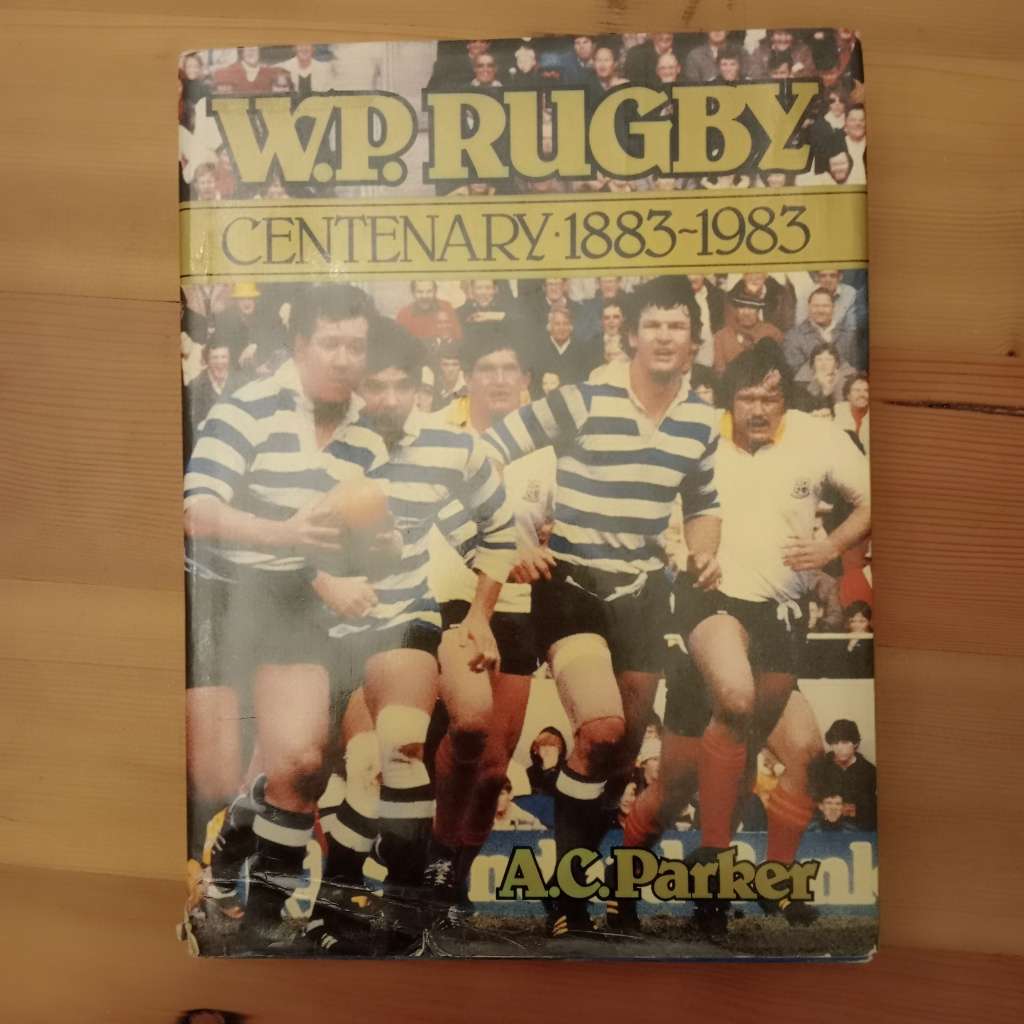 W.P. RUGBY
CENTENARY·1883~1983
A.C. Parker